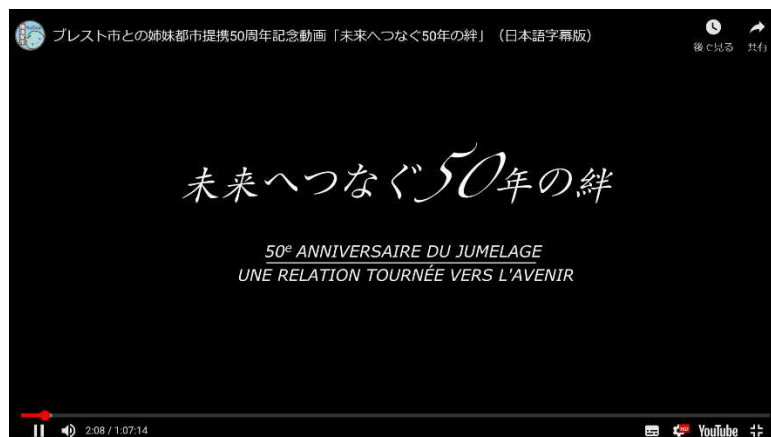 ブレスト市との姉妹都市提携50周年記念動画「未来へつなぐ50年の絆」（日本語字幕版）
後で見る 共有
未来へつなぐ50年の絆
50e ANNIVERSAIRE DU JUMELAGE
UNE RELATION TOURNÉE VERS L'AVENIR
2:08 / 1:07:14
HD
YouTube